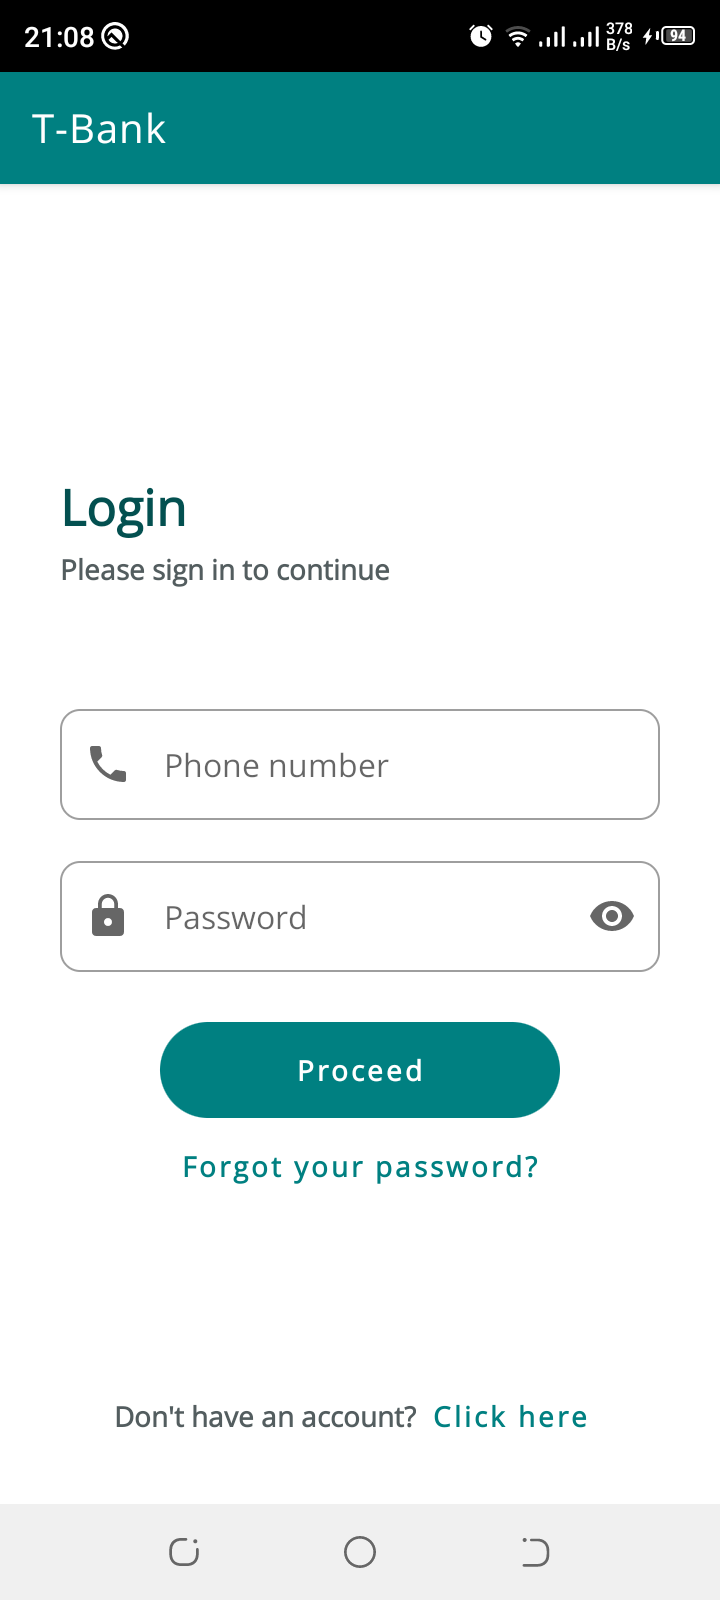 21:08
378
B/s
94
T-Bank
Login
Please sign in to continue
Phone number
Password
Proceed
Forgot your password?
Don't have an account? Click here